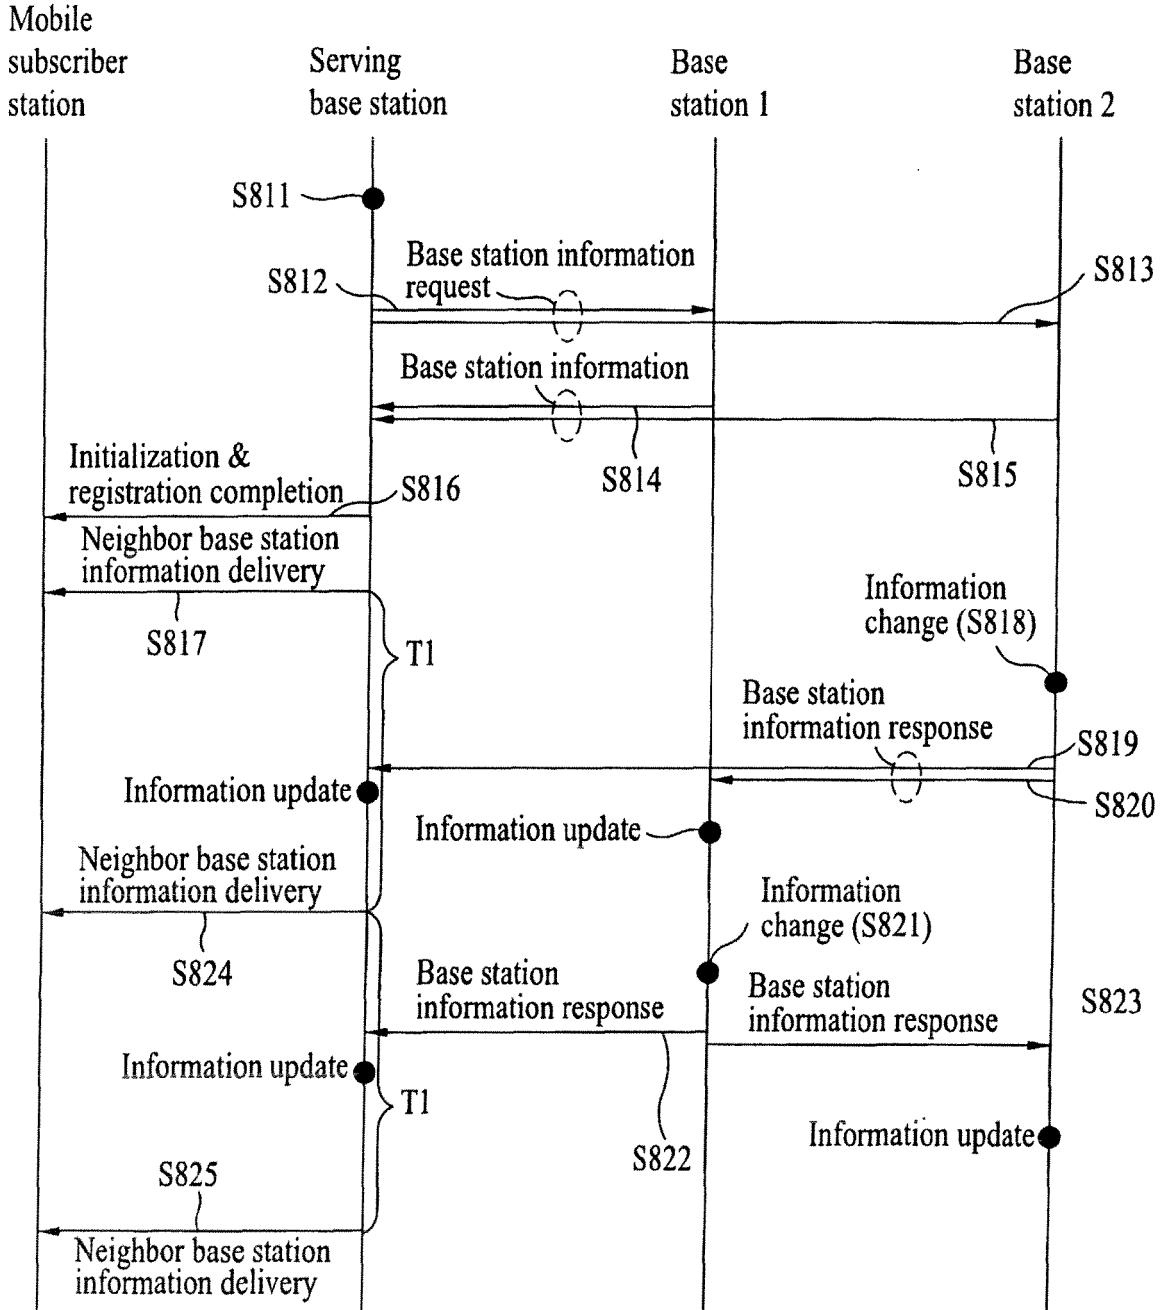 Mobile
subscriber
station
Serving
base station
Base
station 1
Base
station 2
S811
Base station information
request
S812
S813
Base station information
S814
S815
Initialization &
registration completion
S816
Neighbor base station
information delivery
S817
T1
Information
change (S818)
Base station
information response
S819
S820
Information update
Information update
Neighbor base station
information delivery
S824
Information
change (S821)
Base station
information response
Base station
information response
S823
Information update
T1
S822
Information update
S825
Neighbor base station
information delivery